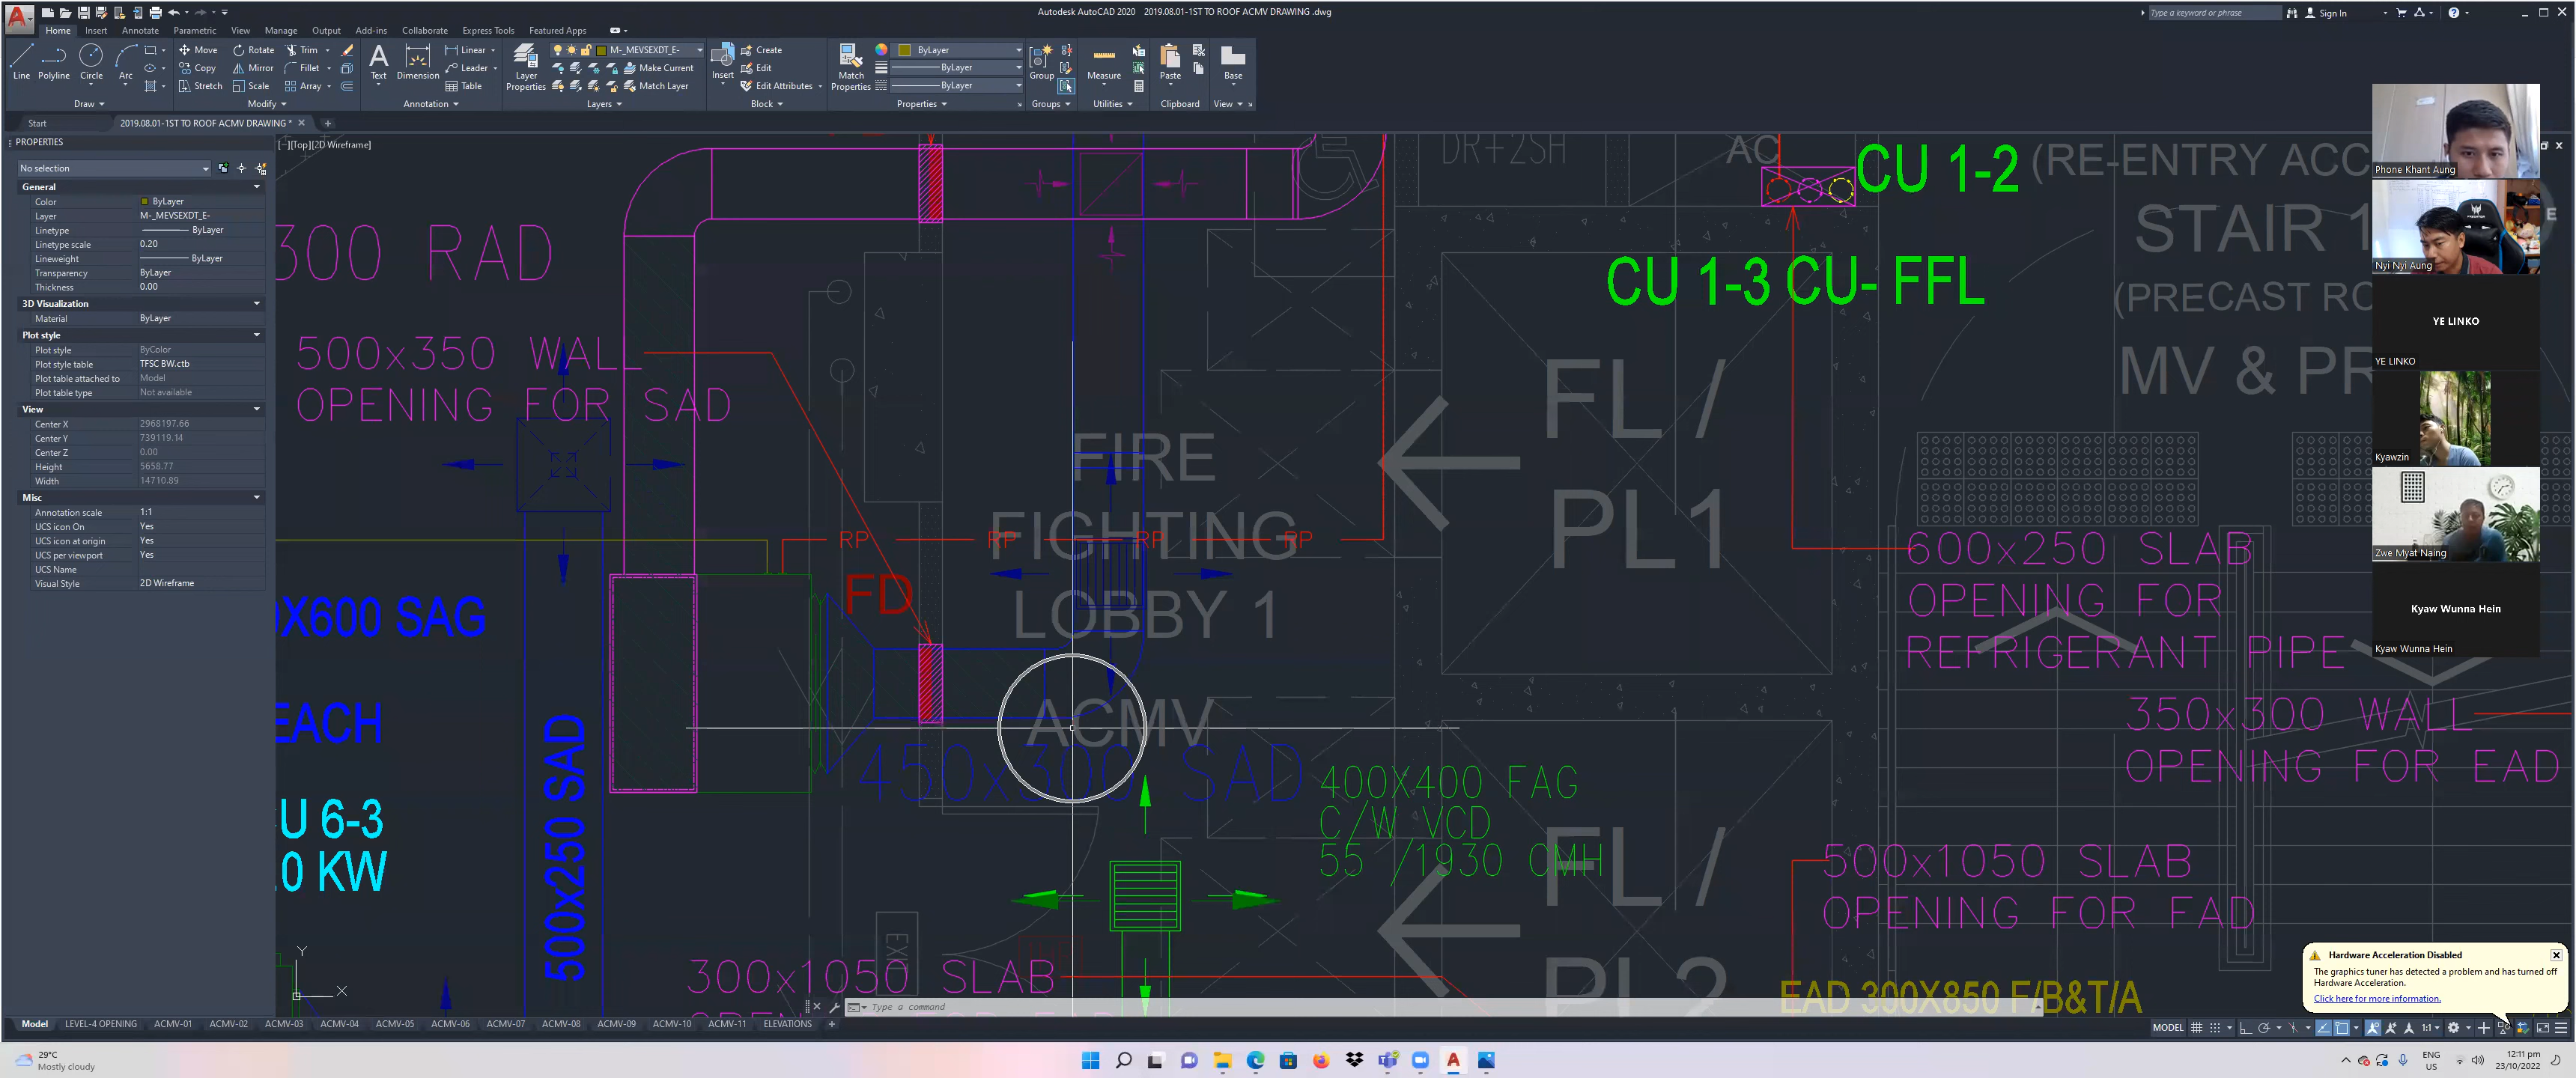 Autodesk AutoCAD 2020 2019.08.01-1ST TO ROOF ACMV DRAWING .dwg
Type a keyword or phrase
Sign In
Home Insert Annotate Parametric View Manage Output Add-ins Collaborate Express Tools Featured Apps
Line Polyline Circle Arc
Move Rotate Trim
Copy Mirror Fillet
Stretch Scale Array
Text Dimension
Linear
Leader
Table
Layer Properties
M-_MEVSEXDT_E-
Make Current
Match Layer
Insert
Create
Edit
Edit Attributes
Match Properties
ByLayer
ByLayer
ByLayer
Group Measure Paste Base
Draw Modify Annotation Layers Block Properties Groups Utilities Clipboard View
Start 2019.08.01-1ST TO ROOF ACMV DRAWING *
PROPERTIES
No selection
General
Color ByLayer
Layer M-_MEVSEXDT_E-
Linetype ByLayer
Linetype scale 0.20
Lineweight ByLayer
Transparency ByLayer
Thickness 0.00
3D Visualization
Material ByLayer
Plot style
Plot style ByColor
Plot style table TFSC BW.ctb
Plot table attached to Model
Plot table type Not available
View
Center X 2968197.66
Center Y 739119.14
Center Z 0.00
Height 5658.77
Width 14710.89
Misc
Annotation scale 1:1
UCS icon On Yes
UCS icon at origin Yes
UCS per viewport Yes
UCS Name
Visual Style 2D Wireframe
[−][Top][2D Wireframe]
300 RAD
500x350 WALL
OPENING FOR SAD
DR+2SH
AC
CU 1-2
(RE-ENTRY ACC
STAIR 1
E
CU 1-3 CU- FFL
(PRECAST RO
MV & PR
FL /
PL1
FIRE
FIGHTING
LOBBY 1
RP RP RP RP
FD
X600 SAG
EACH
U 6-3
.0 KW
500x250 SAD
ACMV
450x300 SAD
400X400 FAG
C/W VCD
55 /1930 CMH
FL /
PL2
600x250 SLAB
OPENING FOR
REFRIGERANT PIPE
350x300 WALL
OPENING FOR EAD
500x1050 SLAB
OPENING FOR FAD
300x1050 SLAB
EAD 300X850 F/B&T/A
Y
X
Phone Khant Aung
Nyi Nyi Aung
YE LINKO
YE LINKO
Kyawzin
Zwe Myat Naing
Kyaw Wunna Hein
Kyaw Wunna Hein
Hardware Acceleration Disabled
The graphics tuner has detected a problem and has turned off
Hardware Acceleration.
Click here for more information.
Type a command
Model LEVEL-4 OPENING ACMV-01 ACMV-02 ACMV-03 ACMV-04 ACMV-05 ACMV-06 ACMV-07 ACMV-08 ACMV-09 ACMV-10 ACMV-11 ELEVATIONS
MODEL 1:1
29°C
Mostly cloudy
ENG
US
12:11 pm
23/10/2022